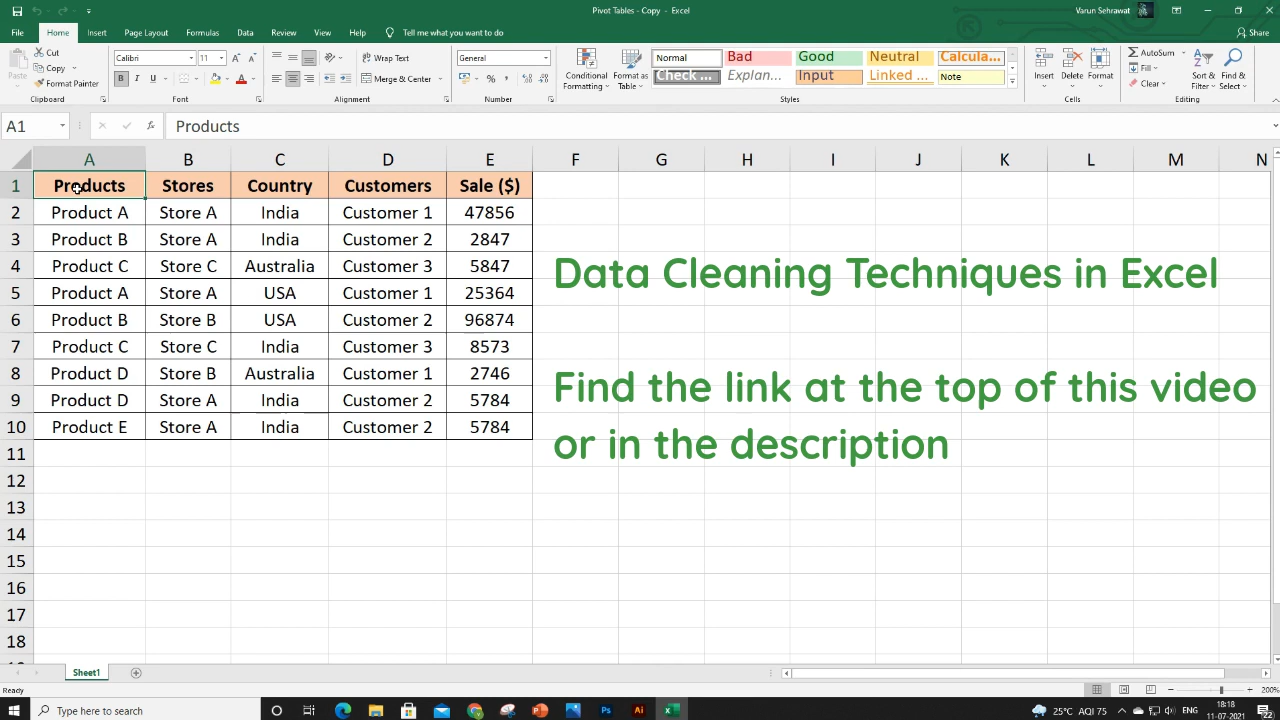 Pivot Tables - Copy - Excel
Varun Sehrawat
File Home Insert Page Layout Formulas Data Review View Help Tell me what you want to do
Share
Paste
Cut
Copy
Format Painter
Clipboard
Calibri 11
B I U
Font
Wrap Text
Merge & Center
Alignment
General
Number
Conditional Formatting
Format as Table
Normal Bad Good Neutral Calcula...
Check ... Explan... Input Linked ... Note
Styles
Insert Delete Format
Cells
AutoSum
Fill
Clear
Sort & Filter
Find & Select
Editing
A1 fx Products
A B C D E F G H I J K L M N
1 Products Stores Country Customers Sale ($)
2 Product A Store A India Customer 1 47856
3 Product B Store A India Customer 2 2847
4 Product C Store C Australia Customer 3 5847
5 Product A Store A USA Customer 1 25364
6 Product B Store B USA Customer 2 96874
7 Product C Store C India Customer 3 8573
8 Product D Store B Australia Customer 1 2746
9 Product D Store A India Customer 2 5784
10 Product E Store A India Customer 2 5784
11
12
13
14
15
16
17
18
Data Cleaning Techniques in Excel
Find the link at the top of this video
or in the description
Sheet1
Ready
200%
Type here to search
25°C AQI 75
ENG
18:18
11-07-2021